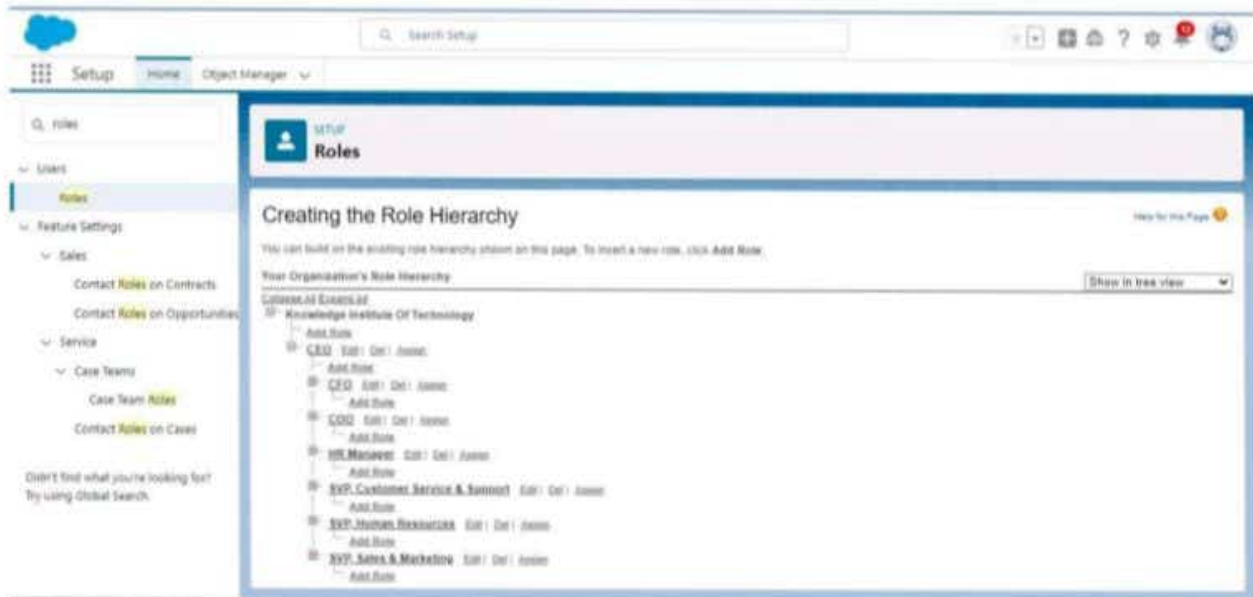 Search Setup
?
Setup
Home
Object Manager
roles
Users
Roles
Feature Settings
Sales
Contact Roles on Contracts
Contact Roles on Opportunities
Service
Case Teams
Case Team Roles
Contact Roles on Cases
Didn't find what you're looking for?
Try using Global Search.
SETUP
Roles
Creating the Role Hierarchy
Help for this Page
You can build on the existing role hierarchy shown on this page. To insert a new role, click Add Role.
Your Organization's Role Hierarchy
Show in tree view
Collapse All Expand All
Knowledge Institute Of Technology
Add Role
CEO Edit | Del | Assign
Add Role
CFO Edit | Del | Assign
Add Role
COO Edit | Del | Assign
Add Role
HR Manager Edit | Del | Assign
Add Role
SVP, Customer Service & Support Edit | Del | Assign
Add Role
SVP, Human Resources Edit | Del | Assign
Add Role
SVP, Sales & Marketing Edit | Del | Assign
Add Role